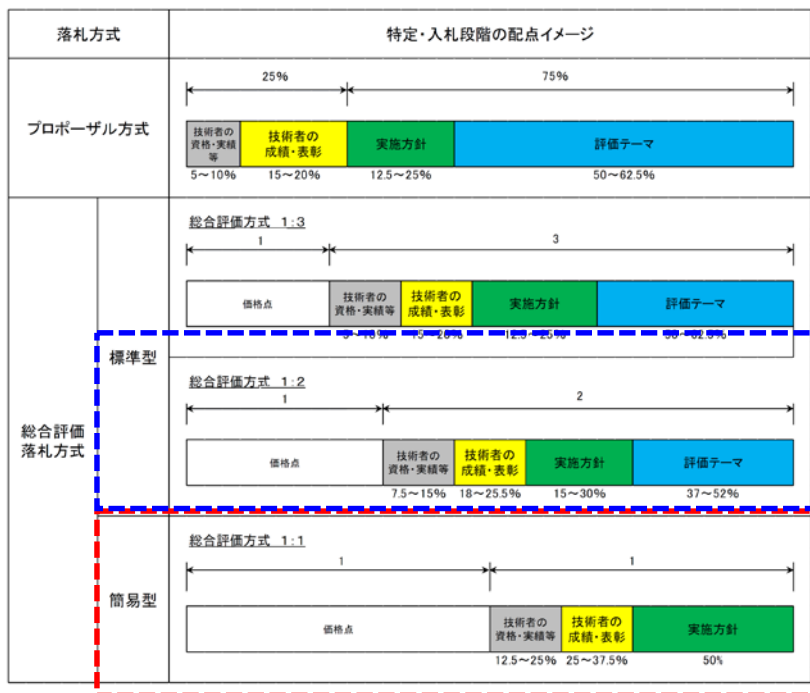 落札方式
特定・入札段階の配点イメージ
プロポーザル方式
25%
75%
技術者の
資格・実績
等
技術者の
成績・表彰
実施方針
評価テーマ
5～10%
15～20%
12.5～25%
50～62.5%
総合評価
落札方式
標準型
総合評価方式 1:3
1
3
価格点
技術者の
資格・実績等
技術者の
成績・表彰
実施方針
評価テーマ
総合評価方式 1:2
1
2
価格点
技術者の
資格・実績等
技術者の
成績・表彰
実施方針
評価テーマ
7.5～15%
18～25.5%
15～30%
37～52%
簡易型
総合評価方式 1:1
1
1
価格点
技術者の
資格・実績等
技術者の
成績・表彰
実施方針
12.5～25%
25～37.5%
50%